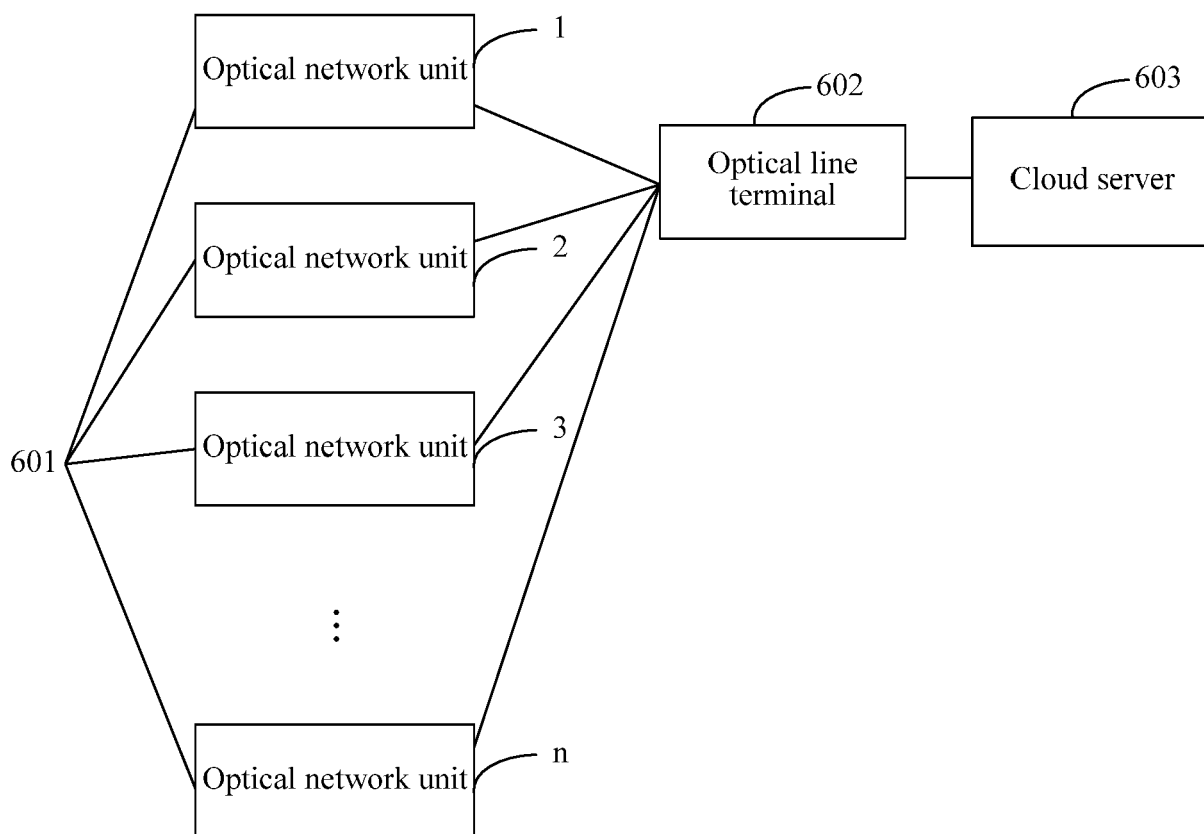 1
Optical network unit
602
603
Optical line
terminal
Cloud server
Optical network unit
2
Optical network unit
3
601
Optical network unit
n